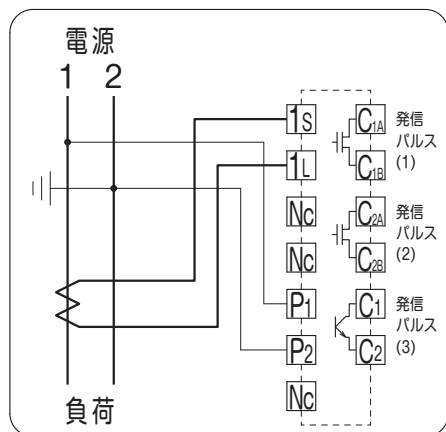 電源
1 2
1S C1A 発信
パルス
(1)
1L C1B
Nc C2A 発信
パルス
(2)
Nc C2B
P1 C1 発信
パルス
(3)
P2 C2
Nc
負荷